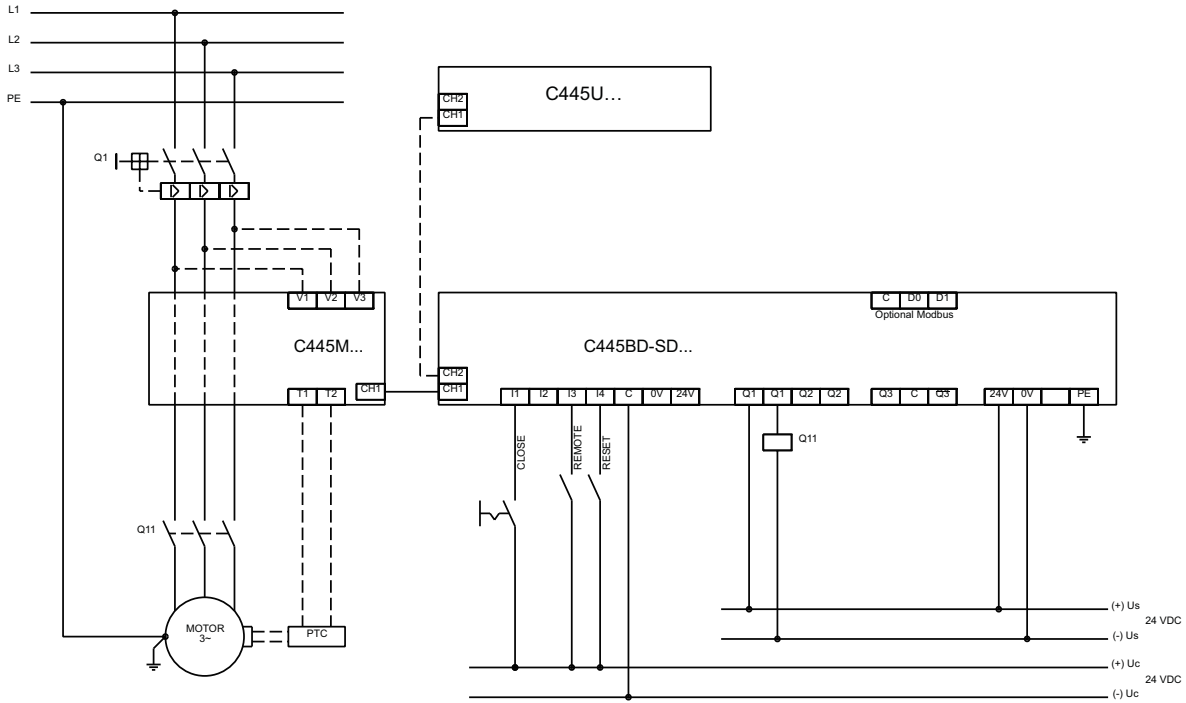 L1
L2
L3
PE
C445U...
CH2
CH1
Q1
V1 V2 V3
C D0 D1
Optional Modbus
C445M...
C445BD-SD...
CH2
CH1
CH1
T1 T2
I1 I2 I3 I4 C 0V 24V
Q1 Q1 Q2 Q2
Q3 C Q3
24V 0V PE
CLOSE
REMOTE
RESET
Q11
Q11
MOTOR
3~
PTC
(+) Us
24 VDC
(-) Us
(+) Uc
24 VDC
(-) Uc